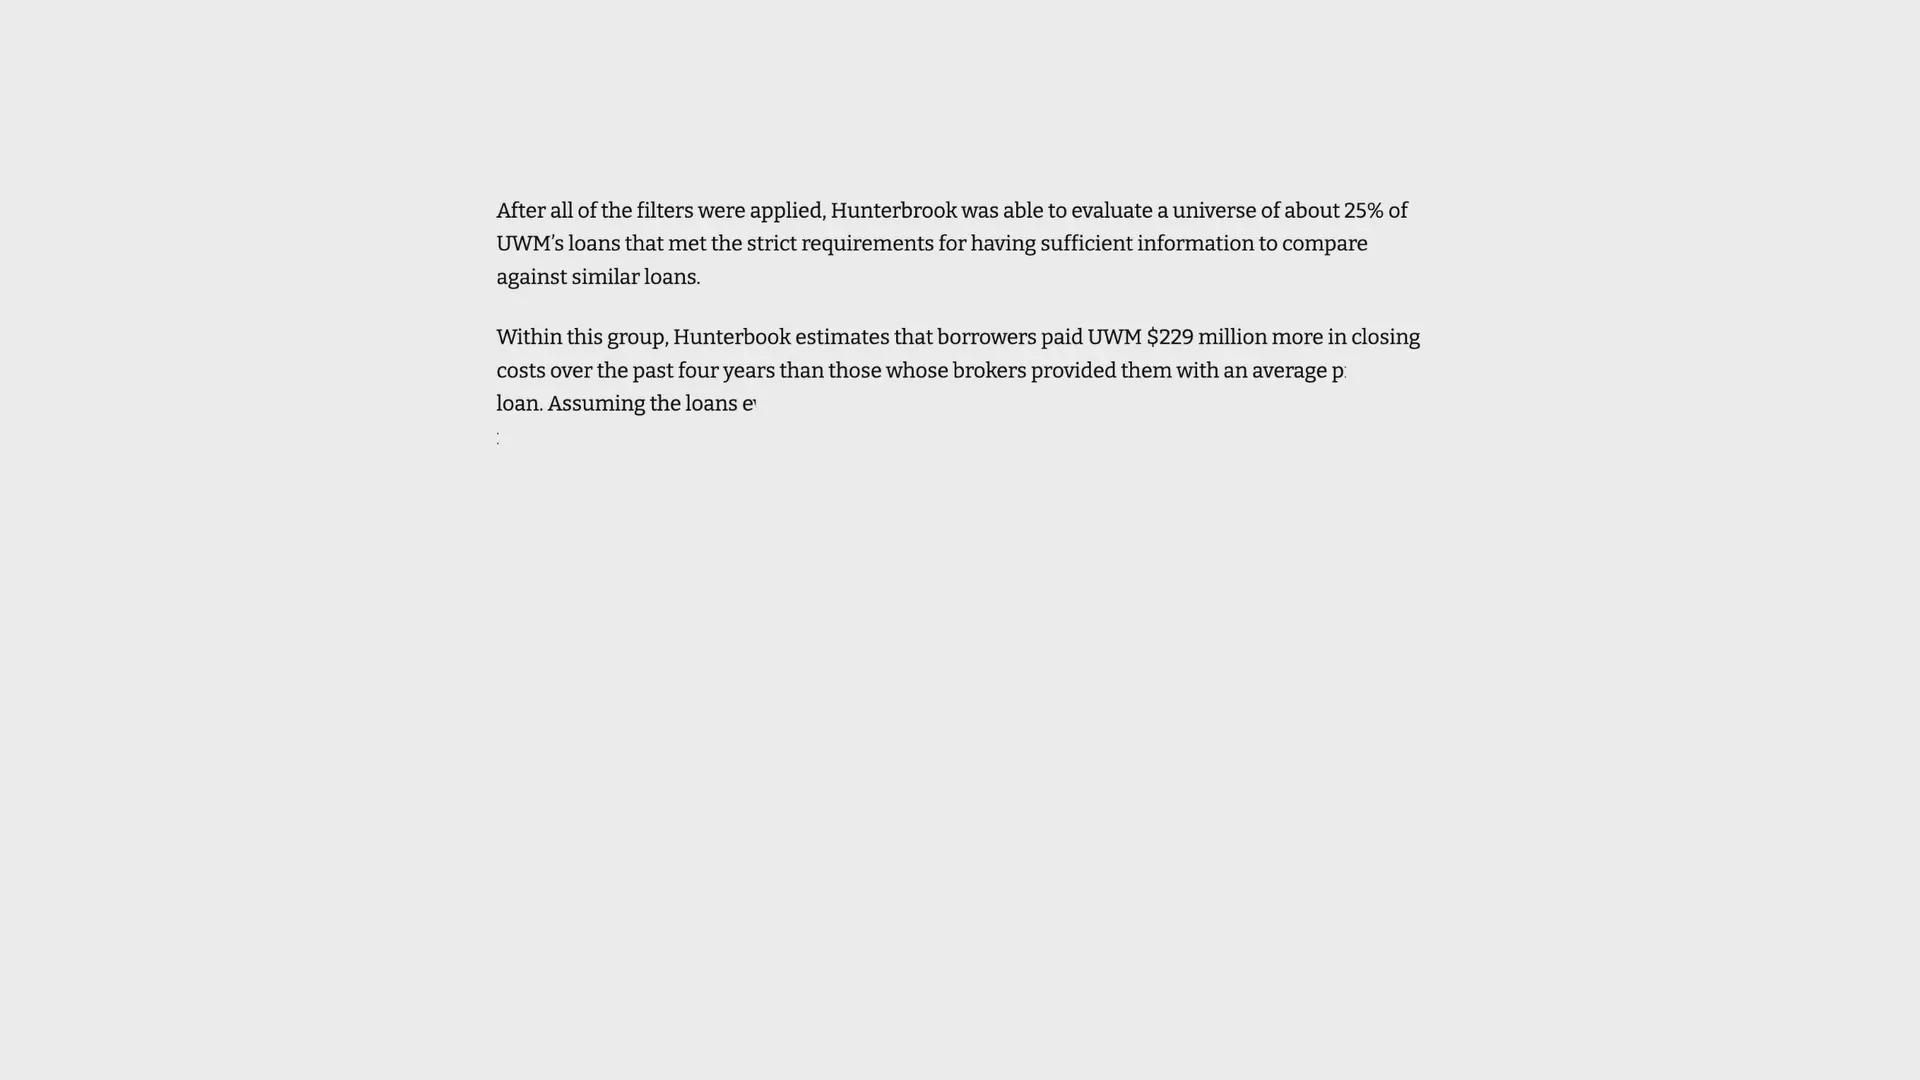 After all of the filters were applied, Hunterbrook was able to evaluate a universe of about 25% of
UWM’s loans that met the strict requirements for having sufficient information to compare
against similar loans.
Within this group, Hunterbook estimates that borrowers paid UWM $229 million more in closing
costs over the past four years than those whose brokers provided them with an average
loan. Assuming the loans